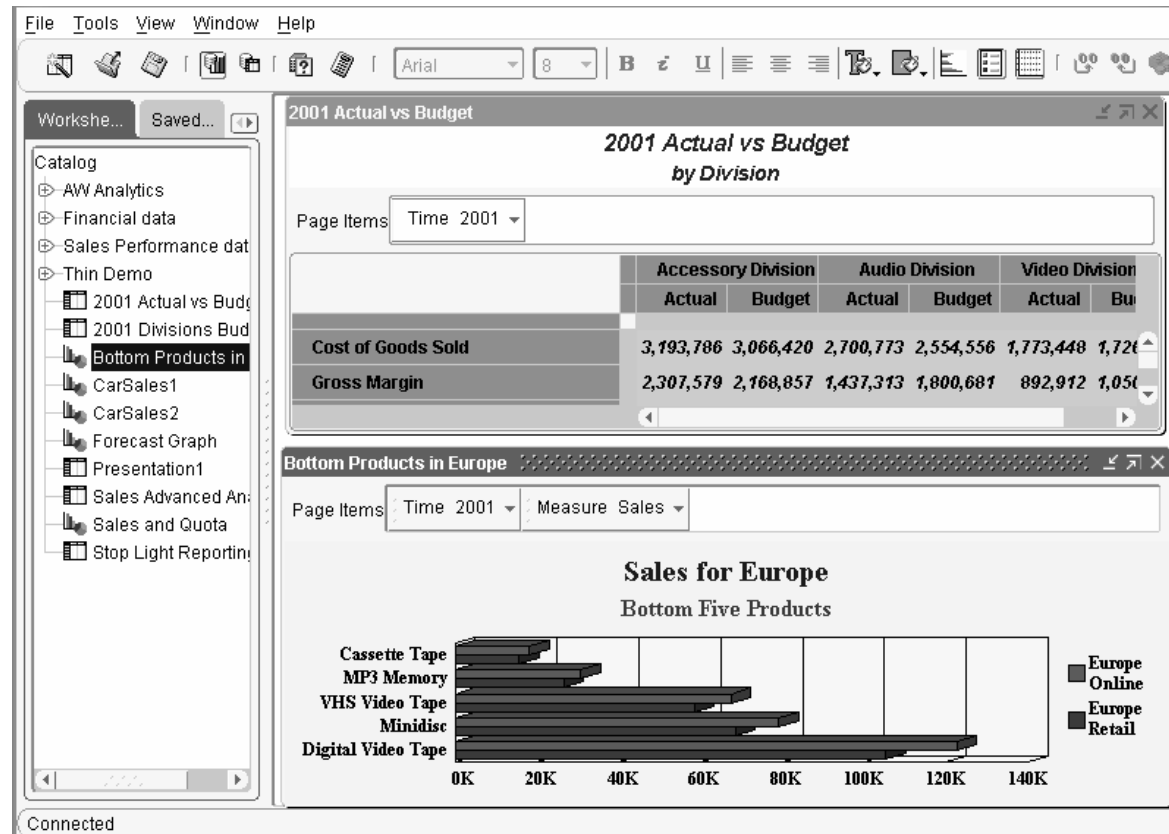 File Tools View Window Help
Arial 8 B i U
Workshe... Saved...
Catalog
AW Analytics
Financial data
Sales Performance dat
Thin Demo
2001 Actual vs Budg
2001 Divisions Bud
Bottom Products in
CarSales1
CarSales2
Forecast Graph
Presentation1
Sales Advanced Ana
Sales and Quota
Stop Light Reporting
2001 Actual vs Budget
2001 Actual vs Budget
by Division
Page Items Time 2001
Accessory Division Audio Division Video Division
Actual Budget Actual Budget Actual Bu
Cost of Goods Sold 3,193,786 3,066,420 2,700,773 2,554,556 1,773,448 1,726
Gross Margin 2,307,579 2,168,857 1,437,313 1,800,681 892,912 1,050
Bottom Products in Europe
Page Items Time 2001 Measure Sales
Sales for Europe
Bottom Five Products
Cassette Tape
MP3 Memory
VHS Video Tape
Minidisc
Digital Video Tape
0K 20K 40K 60K 80K 100K 120K 140K
Europe
Online
Europe
Retail
Connected